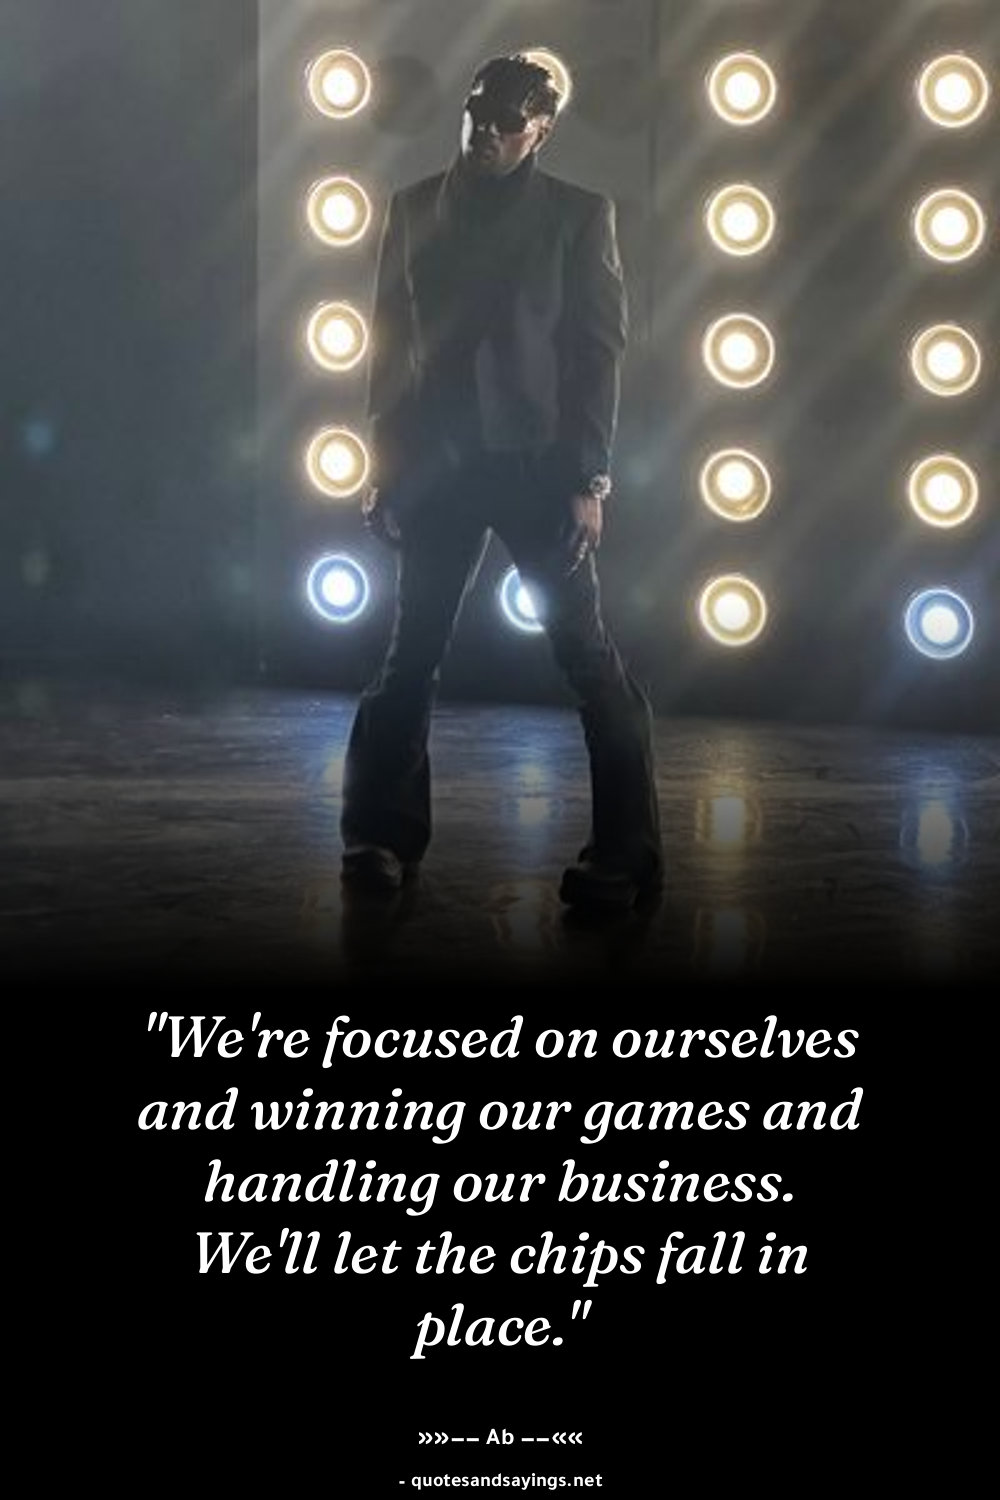 "We're focused on ourselves
and winning our games and
handling our business.
We'll let the chips fall in
place."
»»−− Ab −−««
- quotesandsayings.net